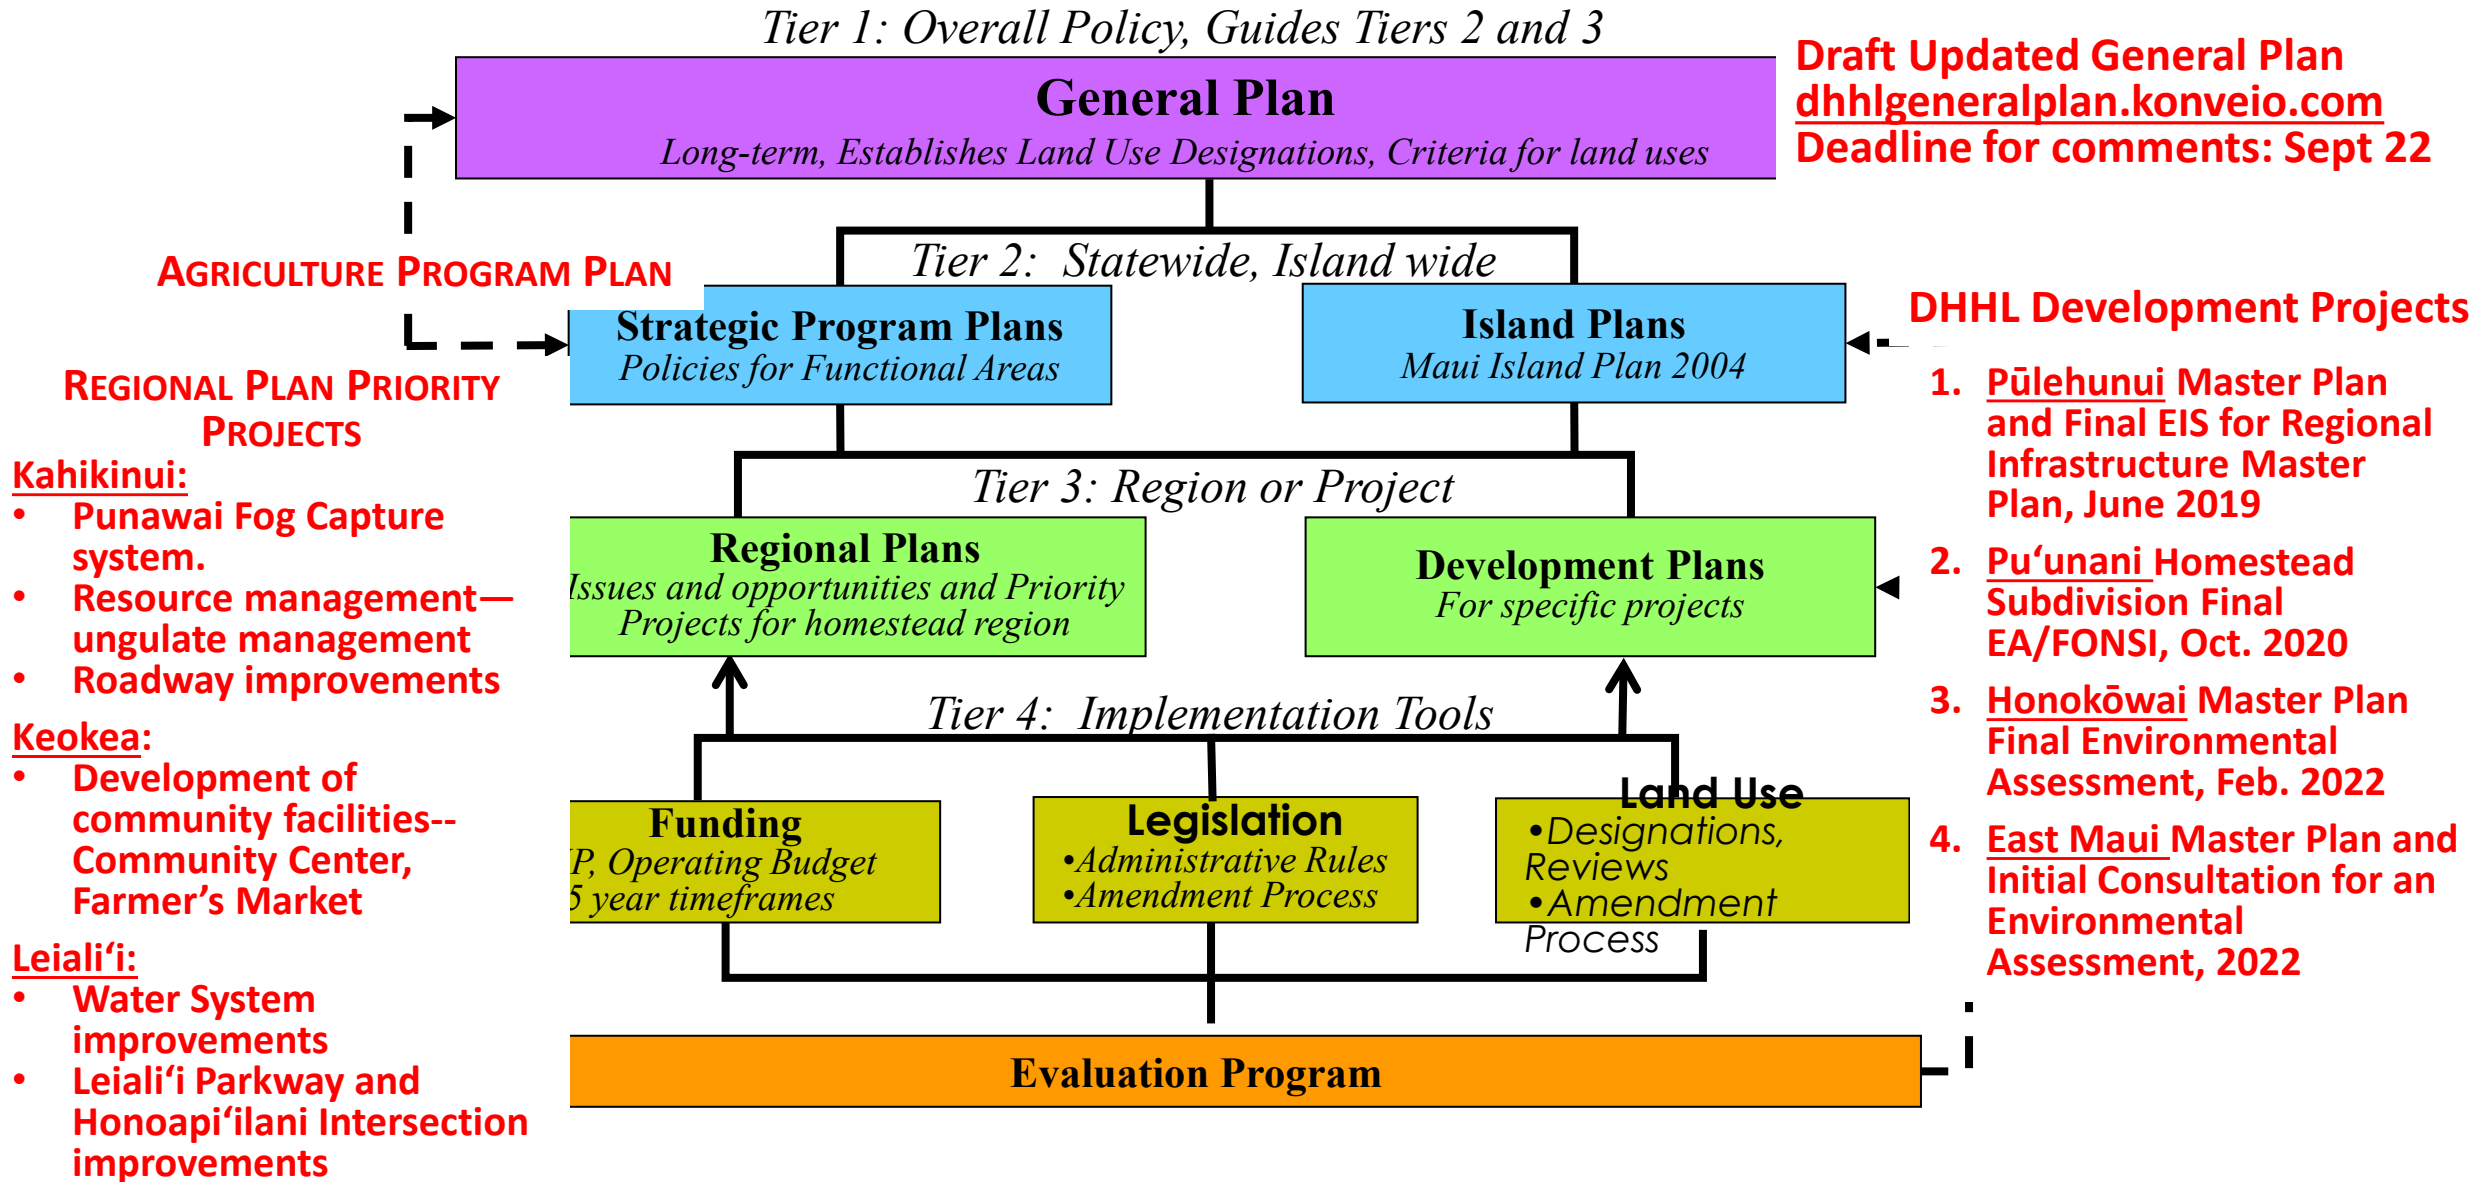 Tier 1: Overall Policy, Guides Tiers 2 and 3
General Plan
Long-term, Establishes Land Use Designations, Criteria for land uses
Draft Updated General Plan
dhhlgeneralplan.konveio.com
Deadline for comments: Sept 22
Tier 2: Statewide, Island wide
AGRICULTURE PROGRAM PLAN
Strategic Program Plans
Policies for Functional Areas
Island Plans
Maui Island Plan 2004
DHHL Development Projects
REGIONAL PLAN PRIORITY
PROJECTS
Kahikinui:
• Punawai Fog Capture
system.
• Resource management—
ungulate management
• Roadway improvements
Keokea:
• Development of
community facilities--
Community Center,
Farmer’s Market
Leialiʻi:
• Water System
improvements
• Leialiʻi Parkway and
Honoapiʻilani Intersection
improvements
Tier 3: Region or Project
Regional Plans
Issues and opportunities and Priority
Projects for homestead region
Development Plans
For specific projects
Tier 4: Implementation Tools
Funding
P, Operating Budget
5 year timeframes
Legislation
•Administrative Rules
•Amendment Process
Land Use
•Designations,
Reviews
•Amendment
Process
Evaluation Program
1. Pūlehunui Master Plan
and Final EIS for Regional
Infrastructure Master
Plan, June 2019
2. Puʻunani Homestead
Subdivision Final
EA/FONSI, Oct. 2020
3. Honokōwai Master Plan
Final Environmental
Assessment, Feb. 2022
4. East Maui Master Plan and
Initial Consultation for an
Environmental
Assessment, 2022